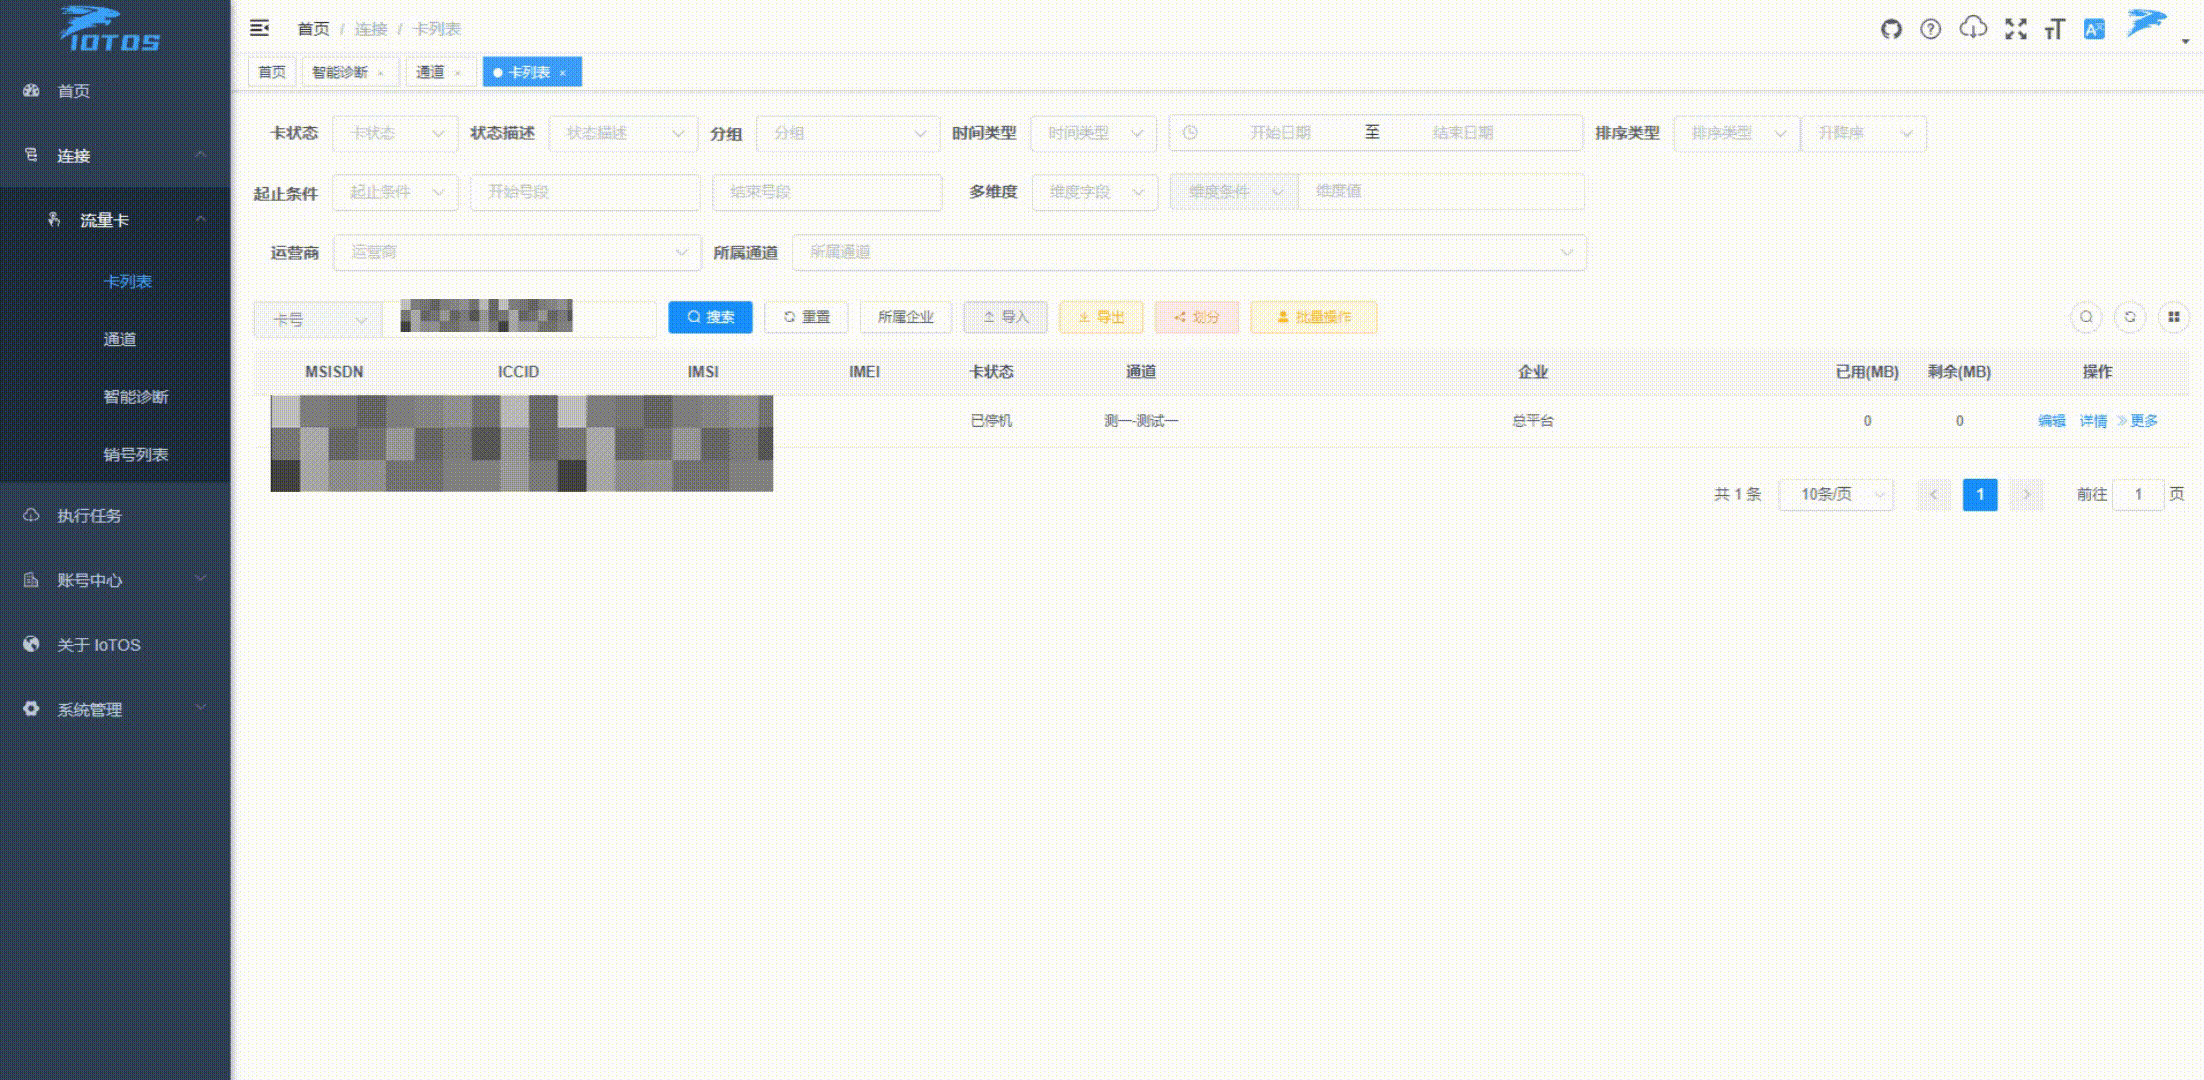 IOTOS
首页
连接
流量卡
卡列表
通道
智能诊断
销号列表
执行任务
账号中心
关于 IoTOS
系统管理
首页 / 连接 / 卡列表
首页 智能诊断 × 通道 × 卡列表 ×
卡状态 卡状态 状态描述 状态描述 分组 分组 时间类型 时间类型 开始日期 至 结束日期 排序类型 排序类型 升降序
起止条件 起止条件 开始号段 结束号段 多维度 维度字段 维度条件 维度值
运营商 运营商 所属通道 所属通道
卡号 搜索 重置 所属企业 导入 导出 划分 批量操作
MSISDN ICCID IMSI IMEI 卡状态 通道 企业 已用(MB) 剩余(MB) 操作
已停机 测一-测试一 总平台 0 0 编辑 详情 更多
共 1 条 10条/页 < 1 > 前往 1 页